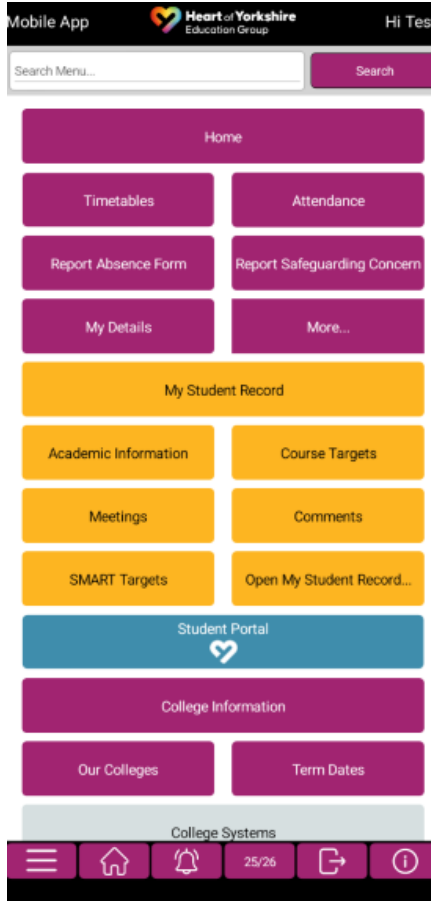 Mobile App
Heart of Yorkshire
Education Group
Hi Tes
Search Menu...
Search
Home
Timetables
Attendance
Report Absence Form
Report Safeguarding Concern
My Details
More...
My Student Record
Academic Information
Course Targets
Meetings
Comments
SMART Targets
Open My Student Record...
Student Portal
College Information
Our Colleges
Term Dates
College Systems
25/26